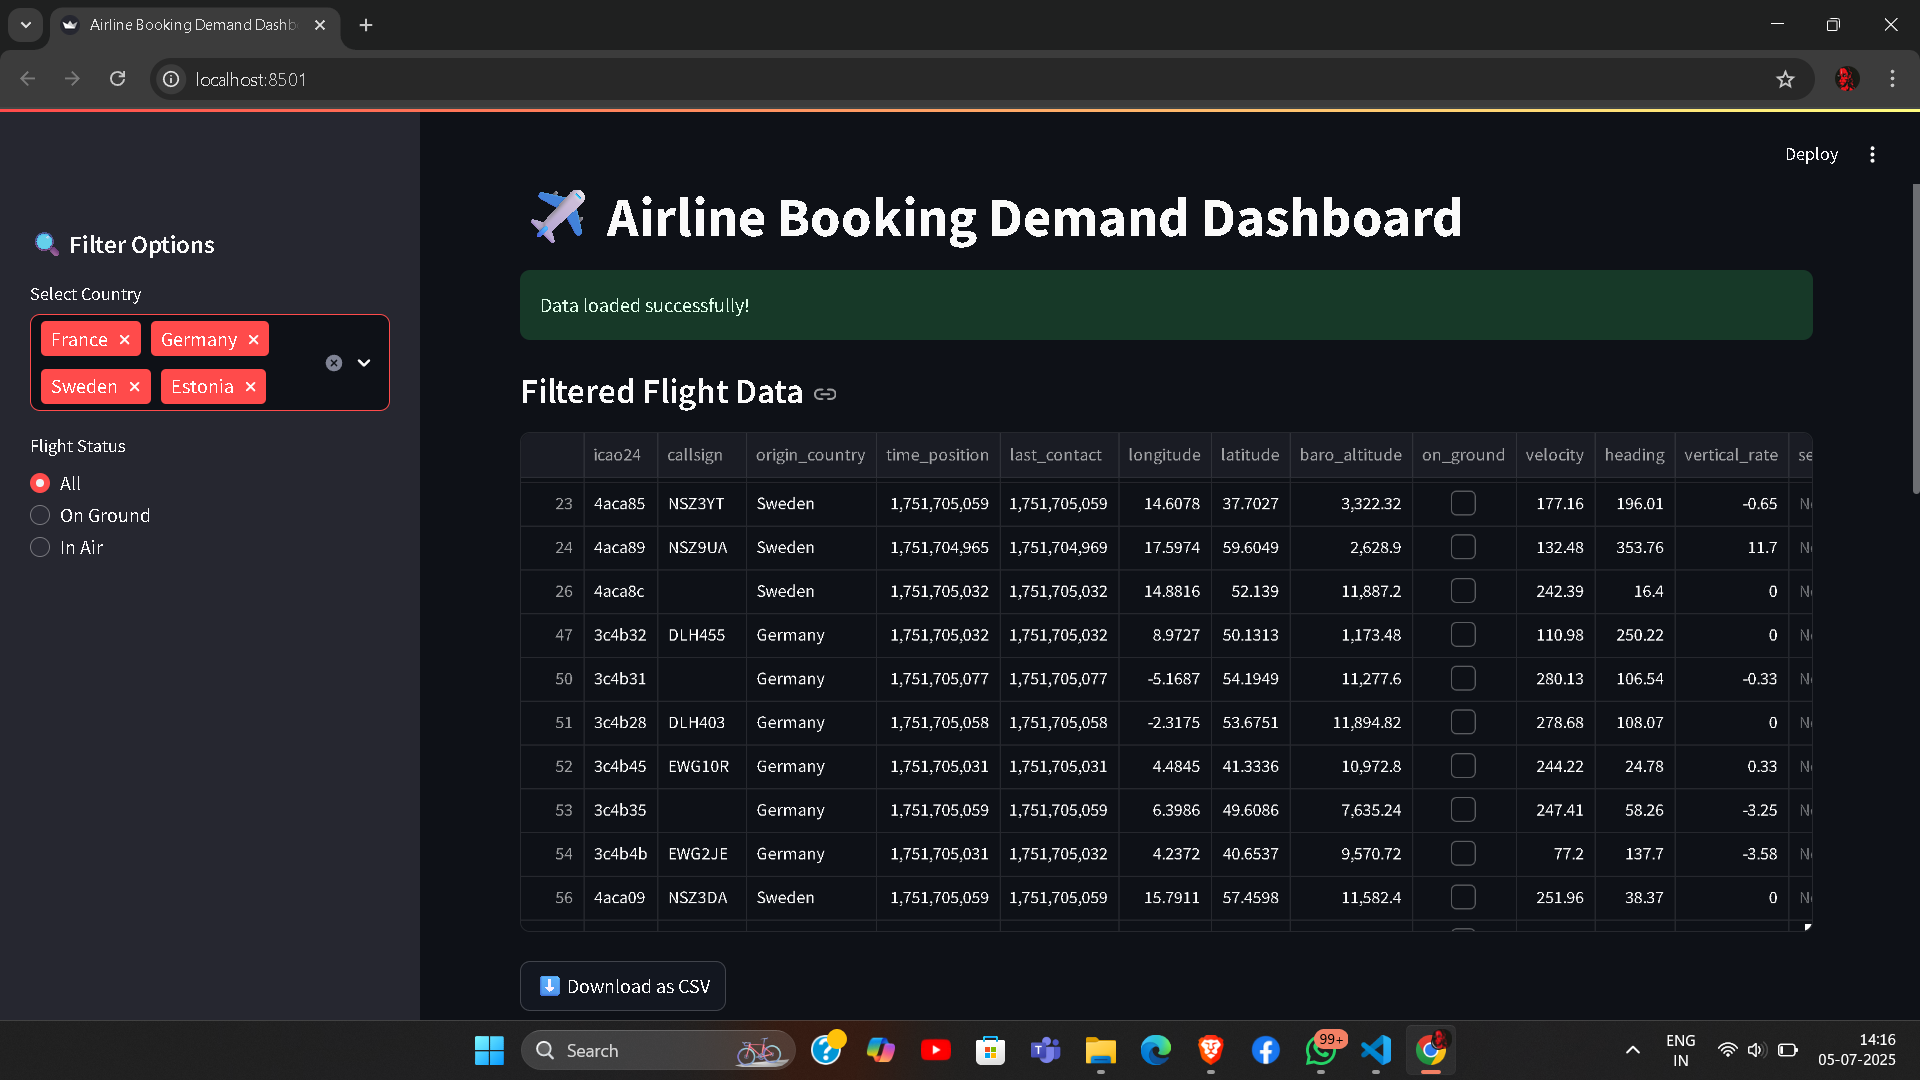 Airline Booking Demand Dashb
localhost:8501
Deploy
Filter Options
Select Country
France
Germany
Sweden
Estonia
Flight Status
All
On Ground
In Air
Airline Booking Demand Dashboard
Data loaded successfully!
Filtered Flight Data
icao24 callsign origin_country time_position last_contact longitude latitude baro_altitude on_ground velocity heading vertical_rate se
23 4aca85 NSZ3YT Sweden 1,751,705,059 1,751,705,059 14.6078 37.7027 3,322.32 177.16 196.01 -0.65 No
24 4aca89 NSZ9UA Sweden 1,751,704,965 1,751,704,969 17.5974 59.6049 2,628.9 132.48 353.76 11.7 No
26 4aca8c Sweden 1,751,705,032 1,751,705,032 14.8816 52.139 11,887.2 242.39 16.4 0 No
47 3c4b32 DLH455 Germany 1,751,705,032 1,751,705,032 8.9727 50.1313 1,173.48 110.98 250.22 0 No
50 3c4b31 Germany 1,751,705,077 1,751,705,077 -5.1687 54.1949 11,277.6 280.13 106.54 -0.33 No
51 3c4b28 DLH403 Germany 1,751,705,058 1,751,705,058 -2.3175 53.6751 11,894.82 278.68 108.07 0 No
52 3c4b45 EWG10R Germany 1,751,705,031 1,751,705,031 4.4845 41.3336 10,972.8 244.22 24.78 0.33 No
53 3c4b35 Germany 1,751,705,059 1,751,705,059 6.3986 49.6086 7,635.24 247.41 58.26 -3.25 No
54 3c4b4b EWG2JE Germany 1,751,705,031 1,751,705,032 4.2372 40.6537 9,570.72 77.2 137.7 -3.58 No
56 4aca09 NSZ3DA Sweden 1,751,705,059 1,751,705,059 15.7911 57.4598 11,582.4 251.96 38.37 0 No
Download as CSV
Search
99+
ENG
IN
14:16
05-07-2025